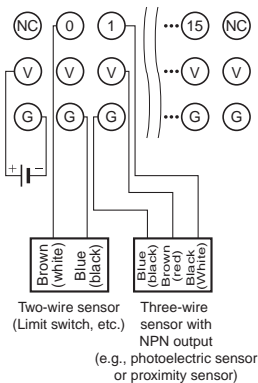 NC 0 1 ••• 15 NC
V V V ••• V V
G G G ••• G G
+ −
Brown
(white)
Blue
(black)
Blue
(black)
Brown
(red)
Black
(White)
Two-wire sensor
(Limit switch, etc.)
Three-wire
sensor with
NPN output
(e.g., photoelectric sensor
or proximity sensor)